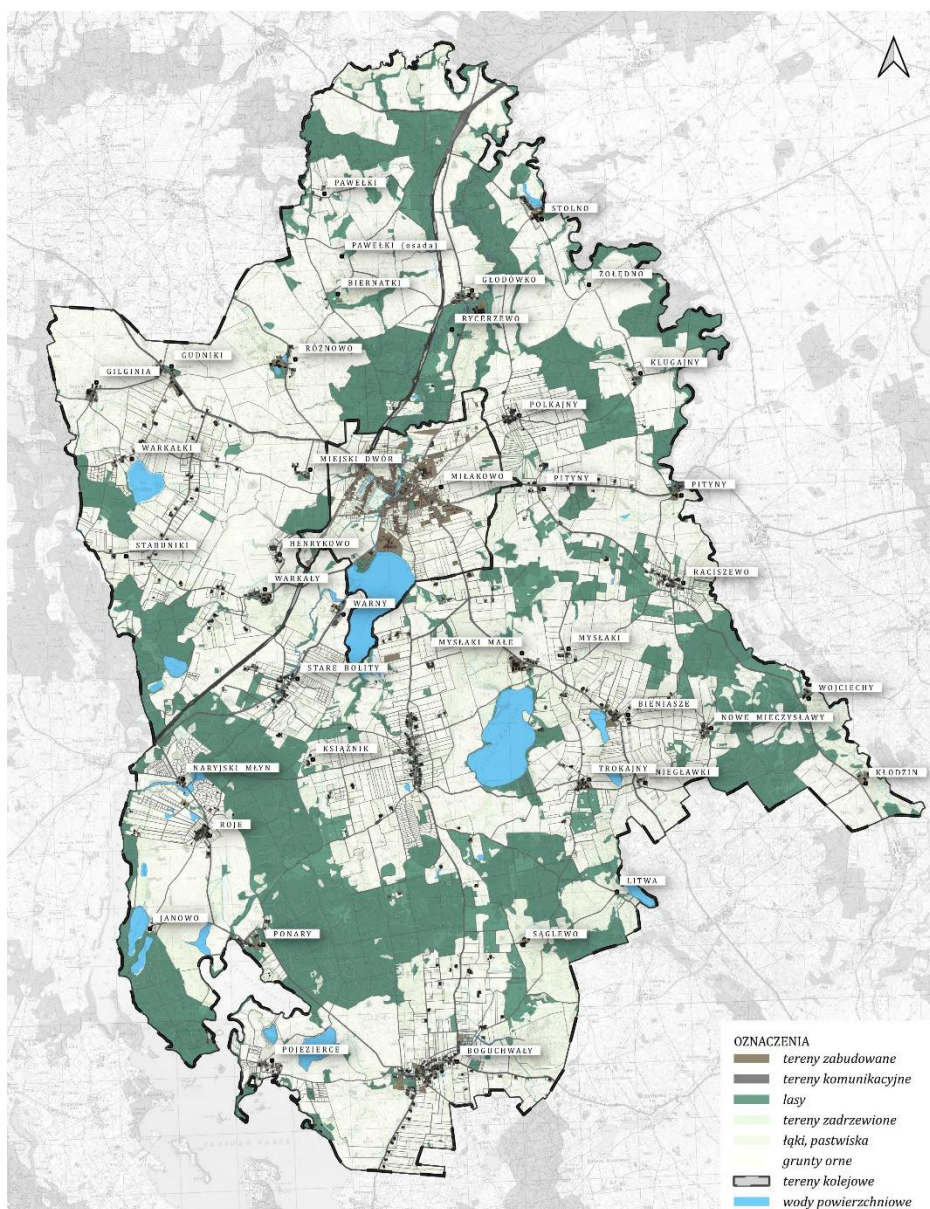 PAWEŁKI
STOLNO
PAWEŁKI (osada)
ŻOŁĘDNO
BIERNATKI
GŁODÓWKO
RYCERZEWO
RÓŻNOWO
GUDNIKI
GILGINIA
KLUGAJNY
POLKAJNY
WARKAŁKI
MIEJSKI DWÓR
MIŁAKOWO
PITYNY
PITYNY
STABUNIKI
HENRYKOWO
WARKAŁY
RACISZEWO
WARNY
MYSŁAKI MAŁE
MYSŁAKI
STARE BOLITY
WOJCIECHY
BIENIASZE
NOWE MIECZYSŁAWY
KSIĄŻNIK
NARYJSKI MŁYN
TROKAJNY
NIEGŁAWKI
KŁODZIN
ROJE
LITWA
JANOWO
PONARY
SĄGLEWO
POJEZIERCE
BOGUCHWAŁY
OZNACZENIA
tereny zabudowane
tereny komunikacyjne
lasy
tereny zadrzewione
łąki, pastwiska
grunty orne
tereny kolejowe
wody powierzchniowe